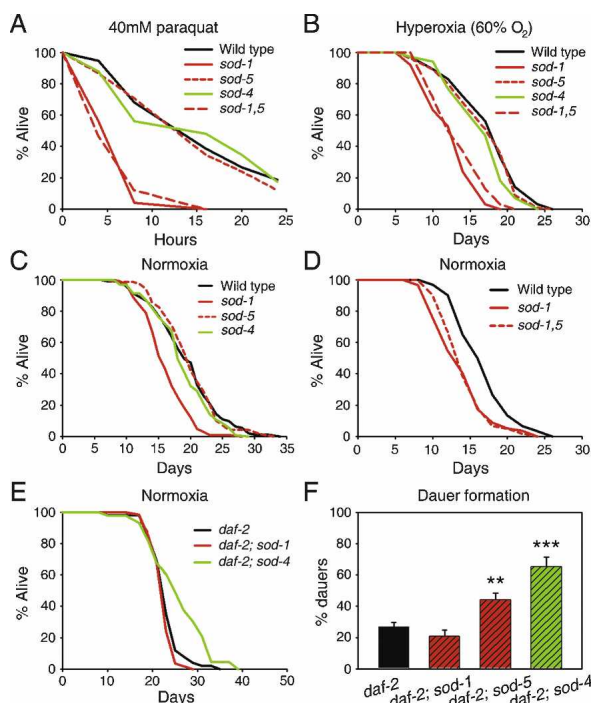 A
40mM paraquat
% Alive
100
80
60
40
20
0
0 5 10 15 20 25
Hours
Wild type
sod-1
sod-5
sod-4
sod-1,5
B
Hyperoxia (60% O₂)
% Alive
100
80
60
40
20
0
0 5 10 15 20 25 30
Days
Wild type
sod-1
sod-5
sod-4
sod-1,5
C
Normoxia
% Alive
100
80
60
40
20
0
0 5 10 15 20 25 30 35
Days
Wild type
sod-1
sod-5
sod-4
D
Normoxia
% Alive
100
80
60
40
20
0
0 5 10 15 20 25 30
Days
Wild type
sod-1
sod-1,5
E
Normoxia
% Alive
100
80
60
40
20
0
0 10 20 30 40 50
Days
daf-2
daf-2; sod-1
daf-2; sod-4
F
Dauer formation
% dauers
100
80
60
40
20
0
**
***
daf-2
daf-2; sod-1
daf-2; sod-5
daf-2; sod-4